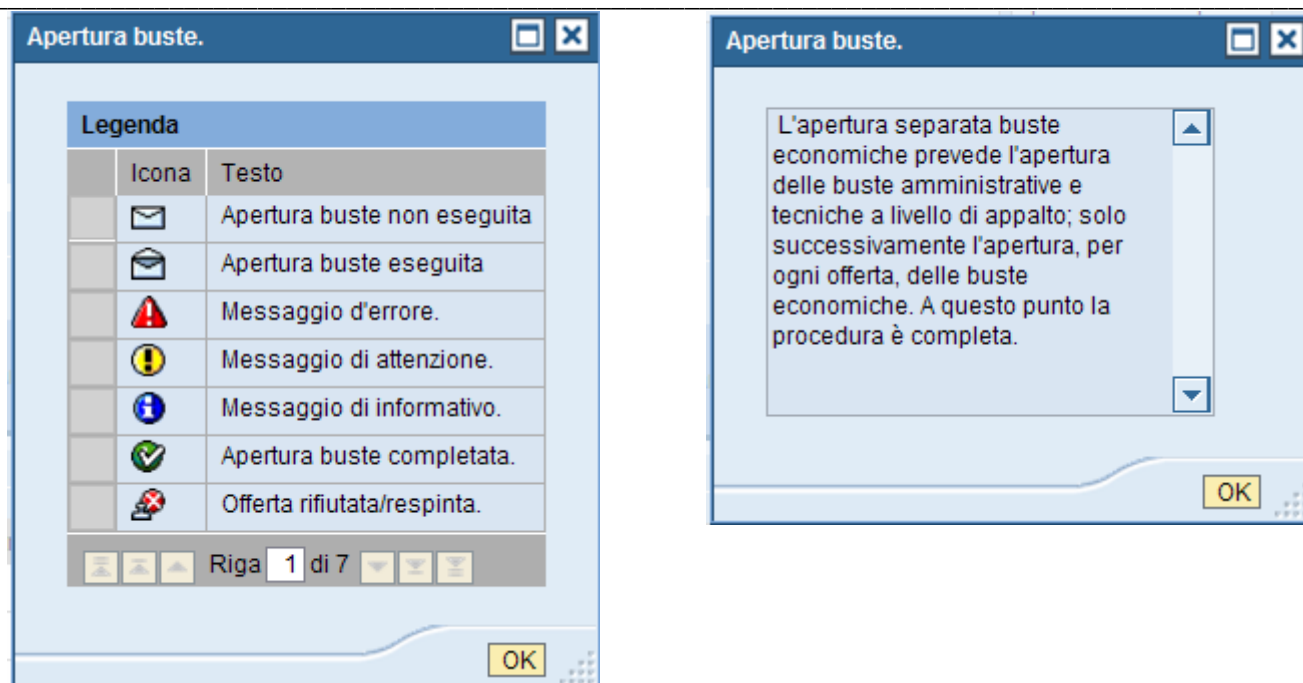 Apertura buste.
Legenda
Icona Testo
Apertura buste non eseguita
Apertura buste eseguita
Messaggio d'errore.
Messaggio di attenzione.
Messaggio di informativo.
Apertura buste completata.
Offerta rifiutata/respinta.
Riga 1 di 7
OK
Apertura buste.
L'apertura separata buste
economiche prevede l'apertura
delle buste amministrative e
tecniche a livello di appalto; solo
successivamente l'apertura, per
ogni offerta, delle buste
economiche. A questo punto la
procedura è completa.
OK